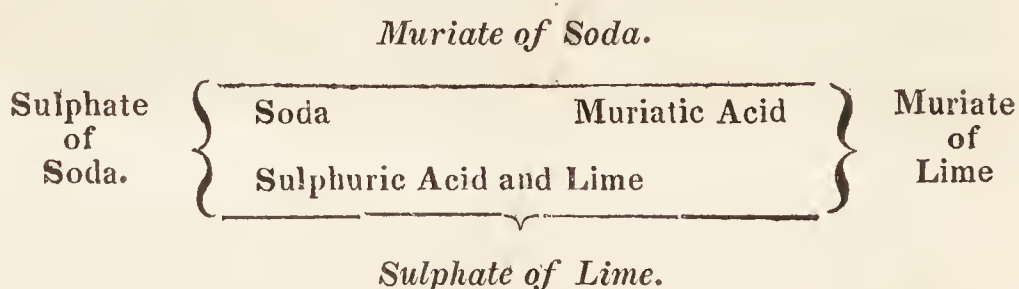 Muriate of Soda.
Sulphate
of
Soda.
Soda Muriatic Acid
Sulphuric Acid and Lime
Muriate
of
Lime
Sulphate of Lime.